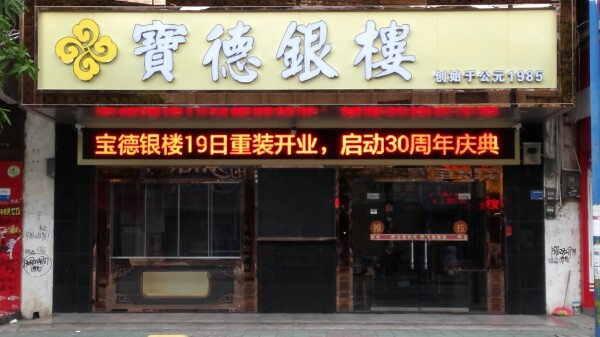 寶德銀樓
创始于公元1985
宝德银楼19日重装开业，启动30周年庆典
推
拉